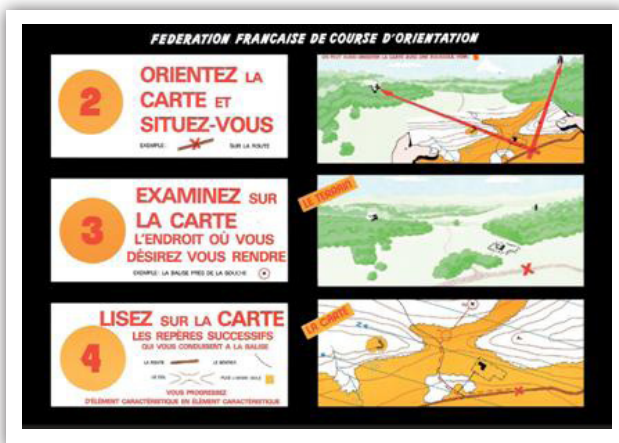 FEDERATION FRANCAISE DE COURSE D'ORIENTATION
2
ORIENTEZ LA
CARTE ET
SITUEZ-VOUS
EXEMPLE: SUR LA ROUTE
3
EXAMINEZ SUR
LA CARTE
L'ENDROIT OÙ VOUS
DÉSIREZ VOUS RENDRE
EXEMPLE: LA BALISE PRÈS DE LA SOUCHE
LE TERRAIN
4
LISEZ SUR LA CARTE
LES REPÈRES SUCCESSIFS
QUI VOUS CONDUISENT A LA BALISE
LA ROUTE LE SENTIER
LE COL
VOUS PROGRESSEZ
D'ÉLÉMENT CARACTÉRISTIQUE EN ÉLÉMENT CARACTÉRISTIQUE
LA CARTE